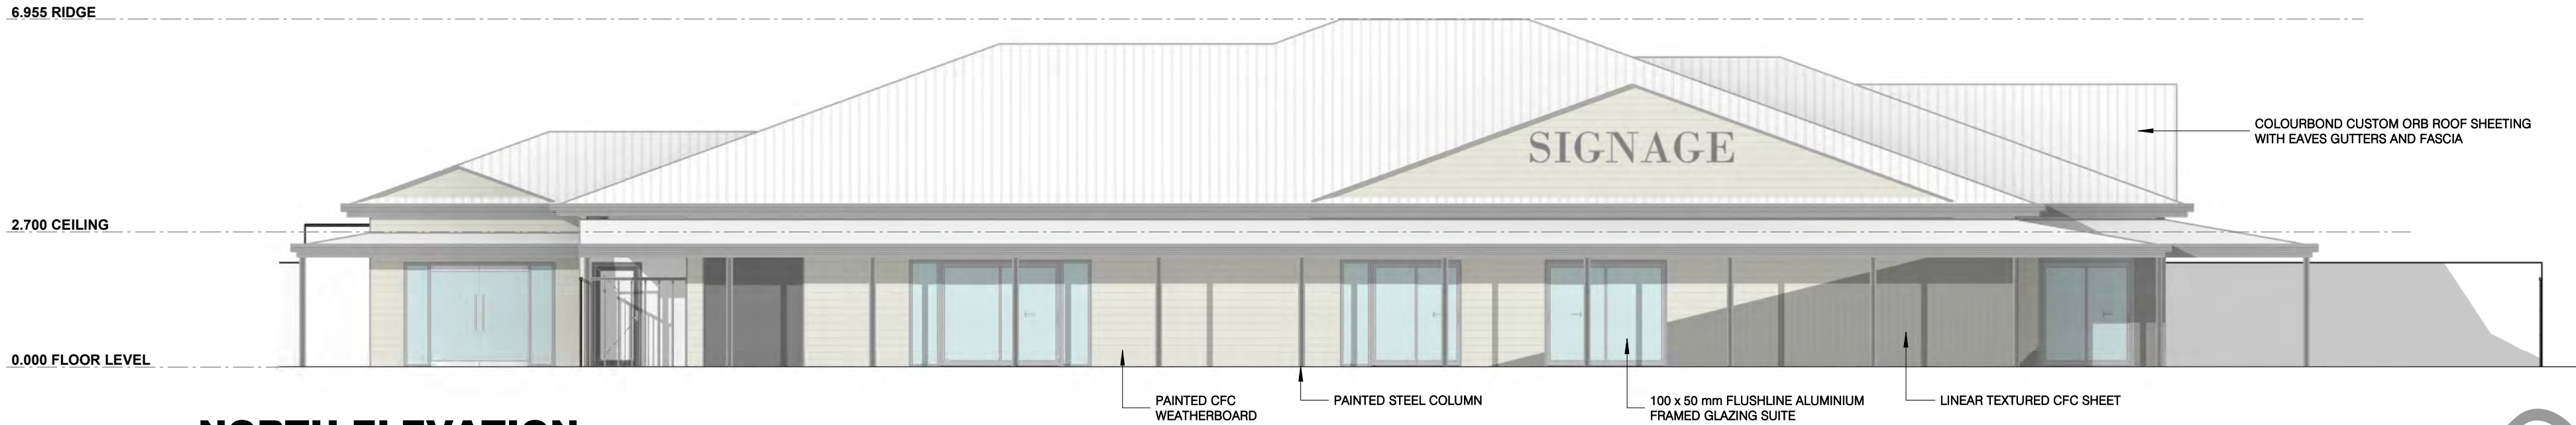 6.955 RIDGE
SIGNAGE
COLOURBOND CUSTOM ORB ROOF SHEETING
WITH EAVES GUTTERS AND FASCIA
2.700 CEILING
0.000 FLOOR LEVEL
PAINTED CFC
WEATHERBOARD
PAINTED STEEL COLUMN
100 x 50 mm FLUSHLINE ALUMINIUM
FRAMED GLAZING SUITE
LINEAR TEXTURED CFC SHEET
NORTH ELEVATION